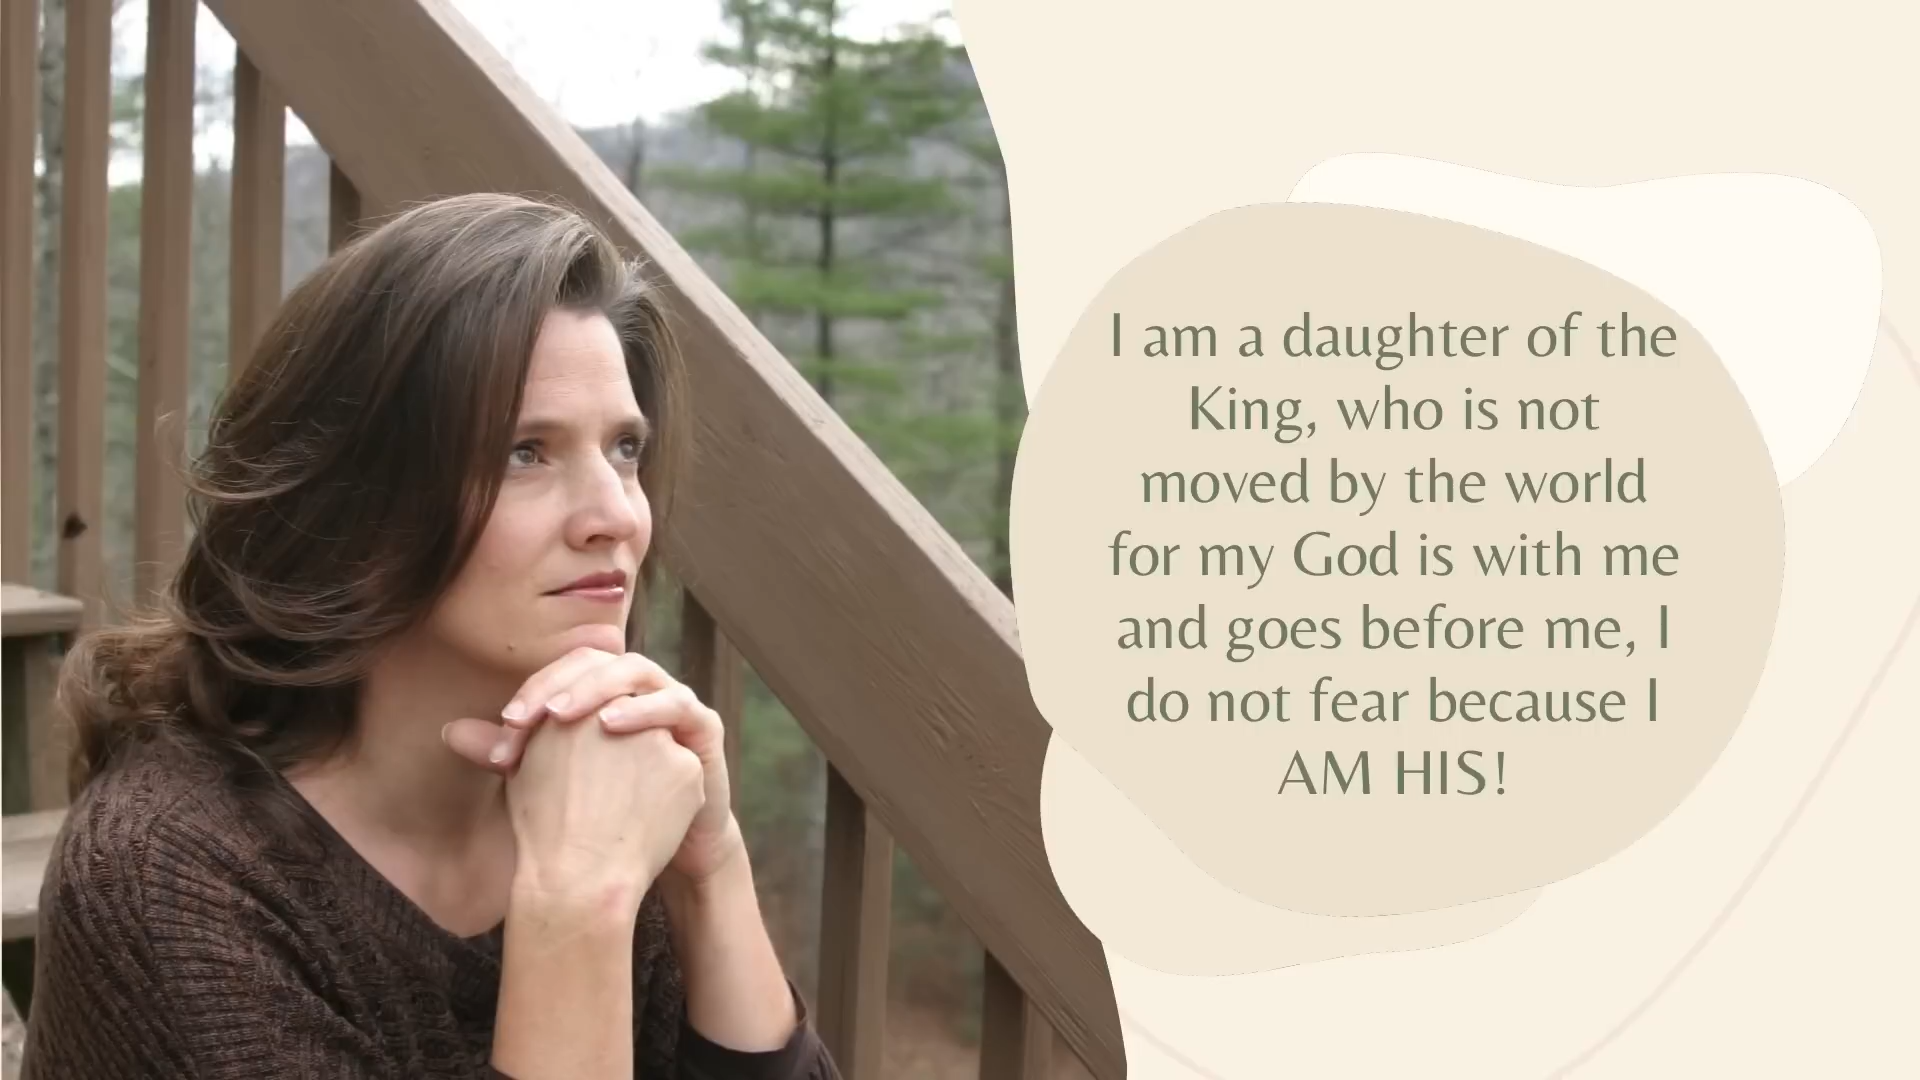 I am a daughter of the
King, who is not
moved by the world
for my God is with me
and goes before me, I
do not fear because I
AM HIS!